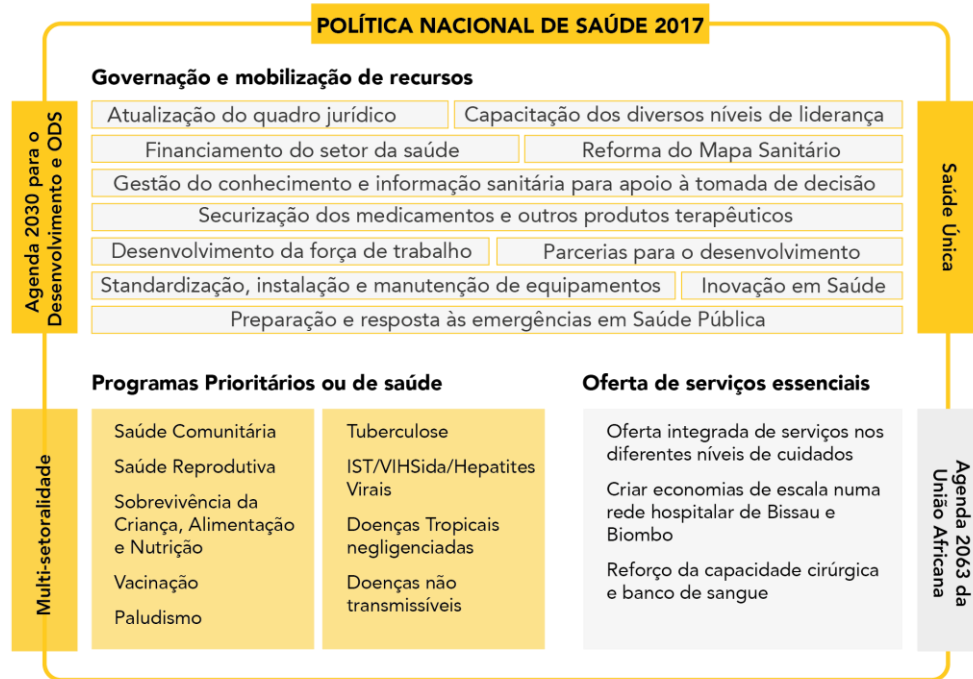 POLÍTICA NACIONAL DE SAÚDE 2017
Agenda 2030 para o
Desenvolvimento e ODS
Governação e mobilização de recursos
Atualização do quadro jurídico
Capacitação dos diversos níveis de liderança
Financiamento do setor da saúde
Reforma do Mapa Sanitário
Gestão do conhecimento e informação sanitária para apoio à tomada de decisão
Securização dos medicamentos e outros produtos terapêuticos
Desenvolvimento da força de trabalho
Parcerias para o desenvolvimento
Standardização, instalação e manutenção de equipamentos
Inovação em Saúde
Preparação e resposta às emergências em Saúde Pública
Saúde Única
Multi-setoralidade
Programas Prioritários ou de saúde
Saúde Comunitária
Saúde Reprodutiva
Sobrevivência da
Criança, Alimentação
e Nutrição
Vacinação
Paludismo
Tuberculose
IST/VIHSida/Hepatites
Virais
Doenças Tropicais
negligenciadas
Doenças não
transmissíveis
Oferta de serviços essenciais
Oferta integrada de serviços nos
diferentes níveis de cuidados
Criar economias de escala numa
rede hospitalar de Bissau e
Biombo
Reforço da capacidade cirúrgica
e banco de sangue
Agenda 2063 da
União Africana